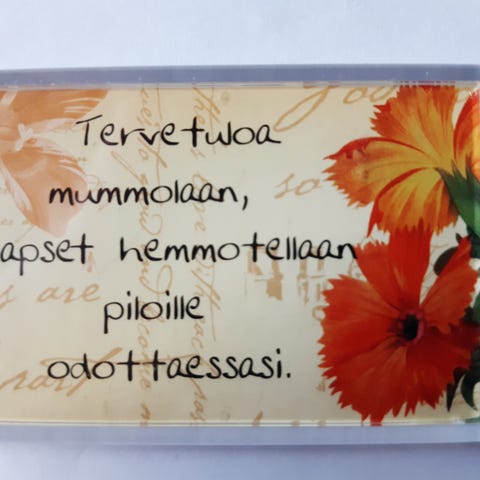 Tervetuloa
mummolaan,
apset hemmotellaan
piloille
odottaessasi.